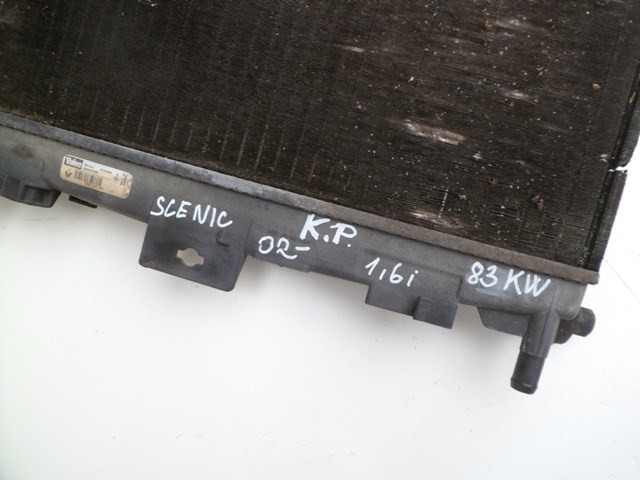 Valeo
SCENIC
02-
K.P.
1,6i
83 KW